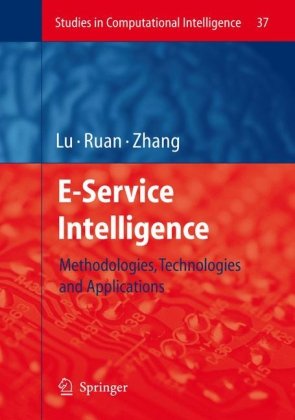 Studies in Computational Intelligence 37
Lu · Ruan · Zhang
E-Service
Intelligence
Methodologies, Technologies
and Applications
Springer